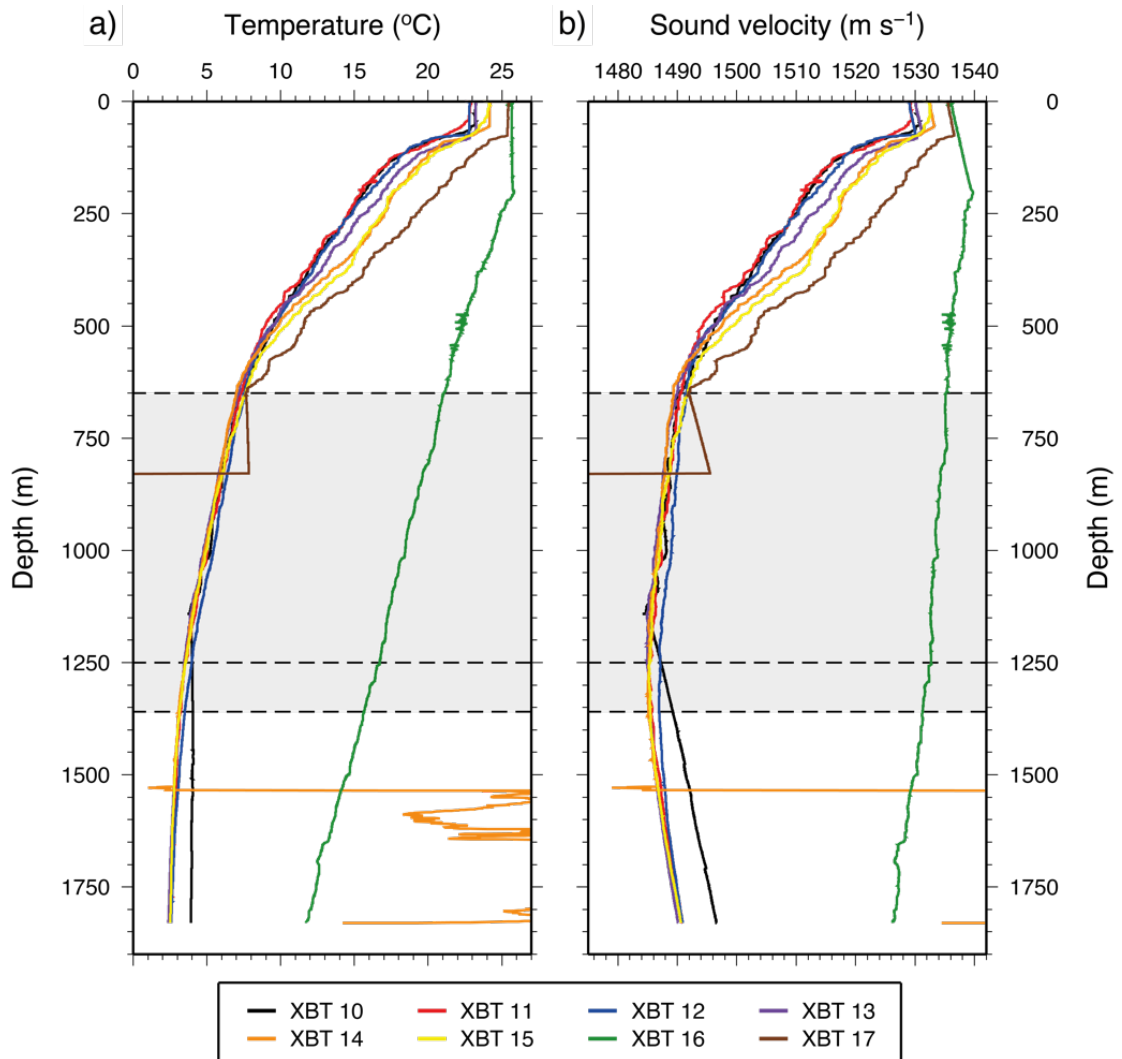 a) Temperature (°C) b) Sound velocity (m s⁻¹)
0 5 10 15 20 25 1480 1490 1500 1510 1520 1530 1540
0 0
250 250
500 500
750 750
Depth (m) Depth (m)
1000 1000
1250 1250
1500 1500
1750 1750
XBT 10 XBT 11 XBT 12 XBT 13
XBT 14 XBT 15 XBT 16 XBT 17